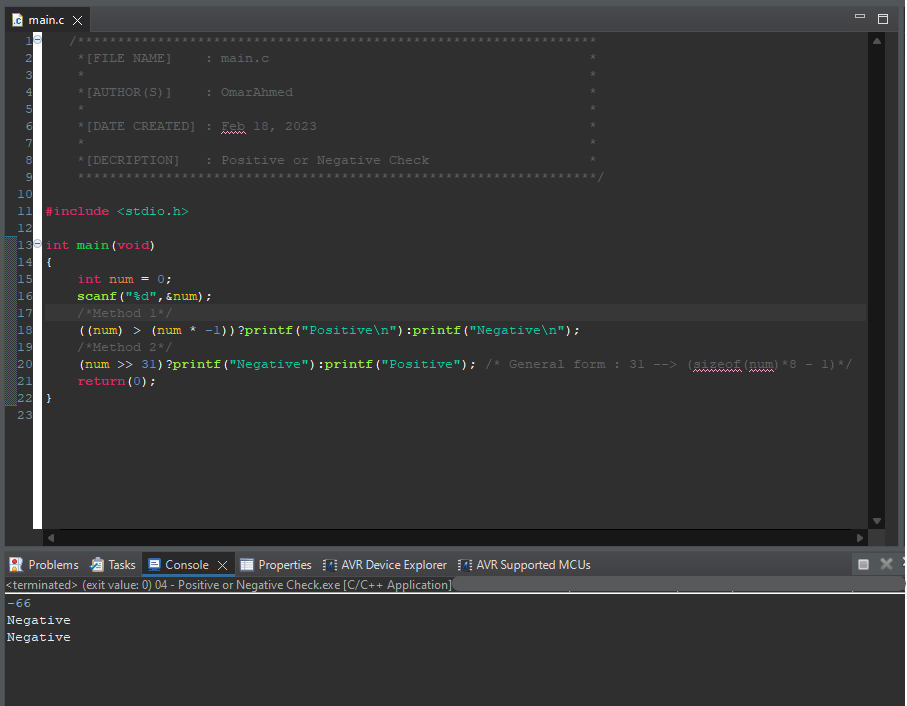 main.c
1 /*****************************************************************
2 *[FILE NAME]    : main.c                                        *
3 *                                                               *
4 *[AUTHOR(S)]    : OmarAhmed                                     *
5 *                                                               *
6 *[DATE CREATED] : Feb 18, 2023                                  *
7 *                                                               *
8 *[DECRIPTION]   : Positive or Negative Check                    *
9 *****************************************************************/
10
11 #include <stdio.h>
12
13 int main(void)
14 {
15     int num = 0;
16     scanf("%d",&num);
17     /*Method 1*/
18     ((num) > (num * -1))?printf("Positive\n"):printf("Negative\n");
19     /*Method 2*/
20     (num >> 31)?printf("Negative"):printf("Positive"); /* General form : 31 --> (sizeof(num)*8 - 1)*/
21     return(0);
22 }
23
Problems Tasks Console Properties AVR Device Explorer AVR Supported MCUs
<terminated> (exit value: 0) 04 - Positive or Negative Check.exe [C/C++ Application]
-66
Negative
Negative